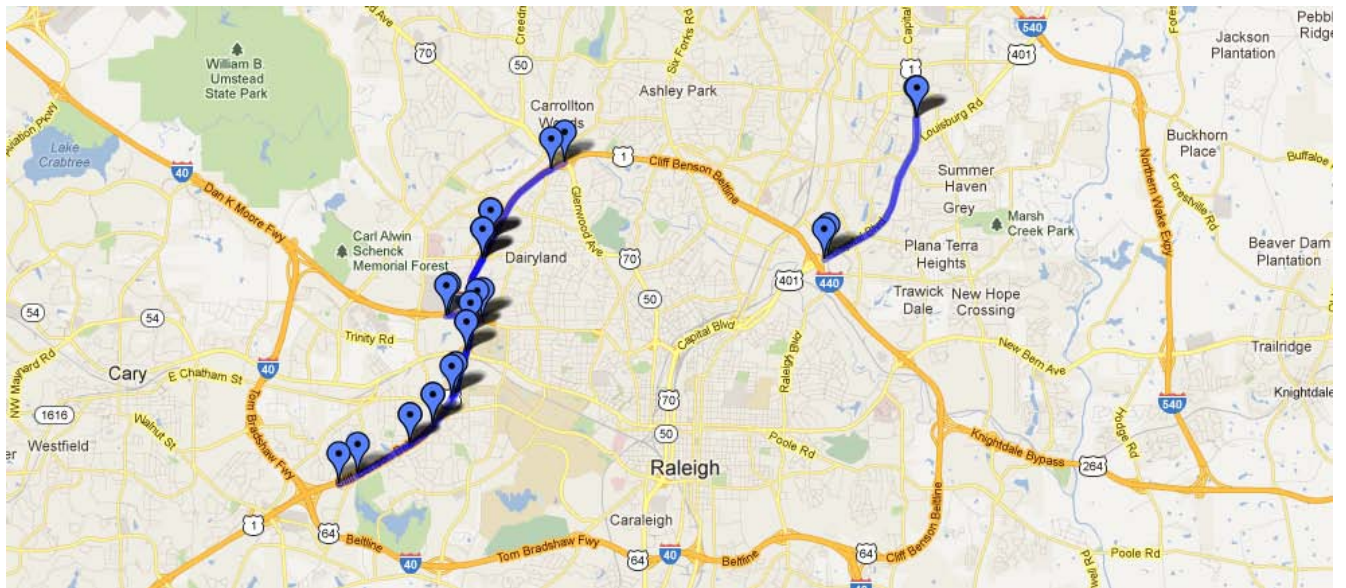 70
Creedm
50
Six Forks Rd
Capital
540
Jackson
Plantation
Pebbl
Ridge
William B.
Umstead
State Park
1
401
Ashley Park
Carrollton
Woods
Louisburg Rd
Aviation Pkwy
Lake
Crabtree
40
Cliff Benson Beltline
1
Buckhorn
Place
Buffaloe
Dan K Moore Fwy
Summer
Haven
Grey
Northern Wake Expy
Forestville Rd
Glenwood Ave
Marsh
Creek Park
Carl Alwin
Schenck
Memorial Forest
Dairyland
70
Plana Terra
Heights
Beaver Dam
Plantation
401
440
50
Trawick
Dale
New Hope
Crossing
54
54
Trinity Rd
Capital Blvd
Raleigh Blvd
New Bern Ave
Trailridge
NW Maynard Rd
Cary
E Chatham St
40
Knightdale
1616
70
540
Walnut St
Tom Bradshaw Fwy
Hodge Rd
Westfield
50
Poole Rd
Knightdale Bypass
264
Raleigh
1
64
Caraleigh
Beltline
40
Tom Bradshaw Fwy
64
40
Beltline
64
Cliff Benson Beltline
Poole Rd
40